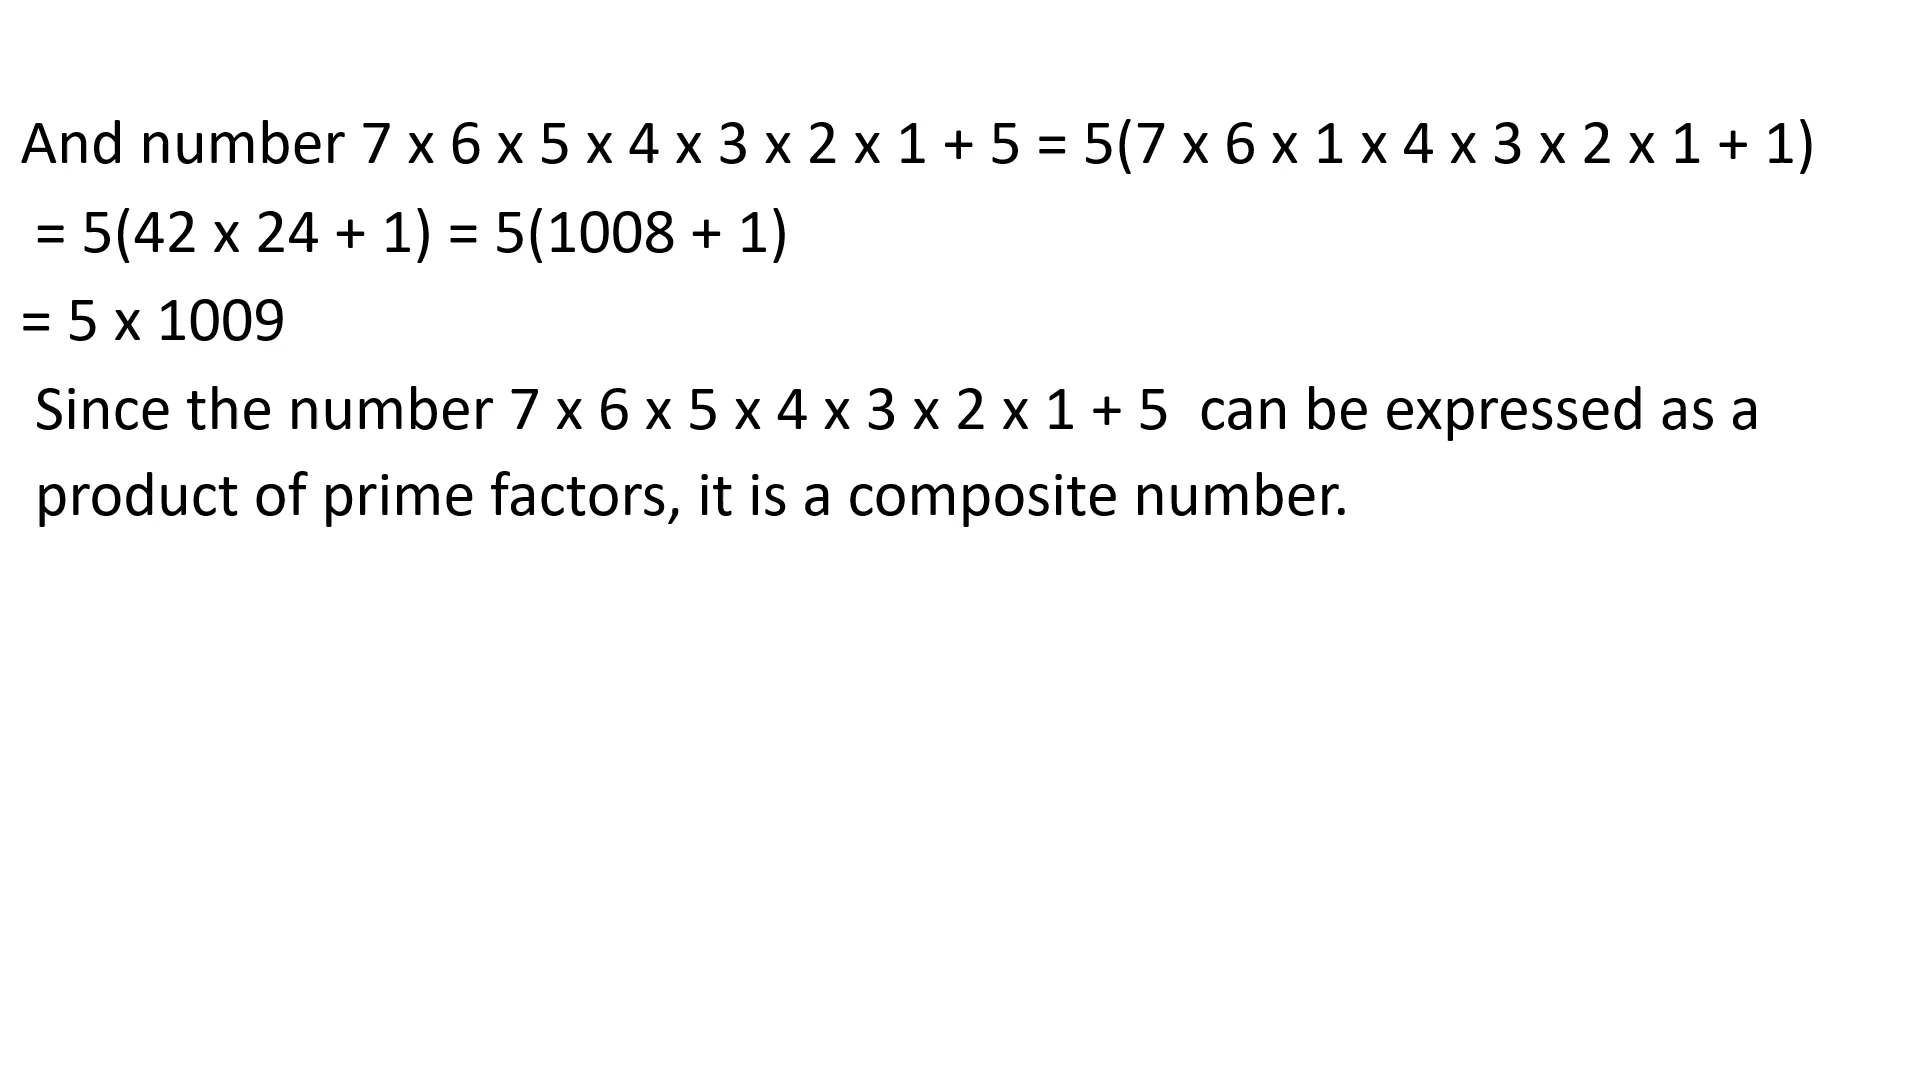 And number 7 x 6 x 5 x 4 x 3 x 2 x 1 + 5 = 5(7 x 6 x 1 x 4 x 3 x 2 x 1 + 1)
= 5(42 x 24 + 1) = 5(1008 + 1)
= 5 x 1009
Since the number 7 x 6 x 5 x 4 x 3 x 2 x 1 + 5 can be expressed as a
product of prime factors, it is a composite number.